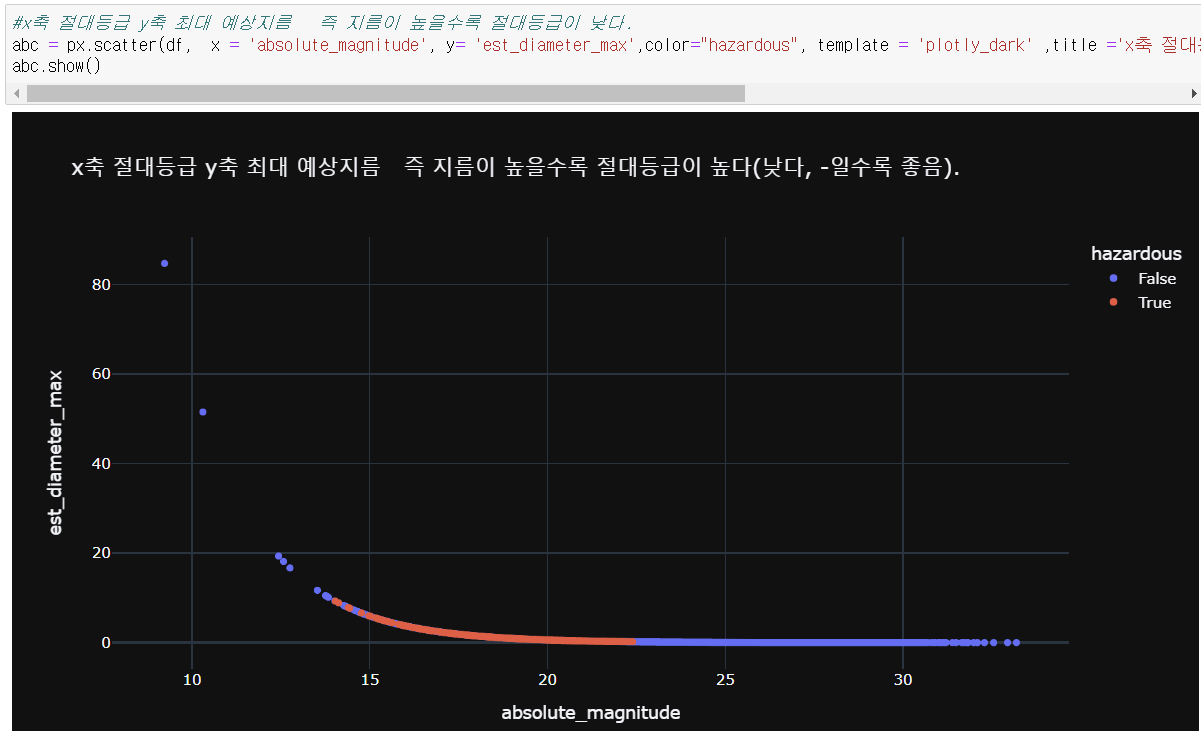 #x축 절대등급 y축 최대 예상지름   즉 지름이 높을수록 절대등급이 낮다.
abc = px.scatter(df,  x = 'absolute_magnitude', y= 'est_diameter_max',color="hazardous", template = 'plotly_dark' ,title ='x축 절대
abc.show()
x축 절대등급 y축 최대 예상지름   즉 지름이 높을수록 절대등급이 높다(낮다, -일수록 좋음).
hazardous
False
True
80
60
40
20
0
est_diameter_max
10 15 20 25 30
absolute_magnitude